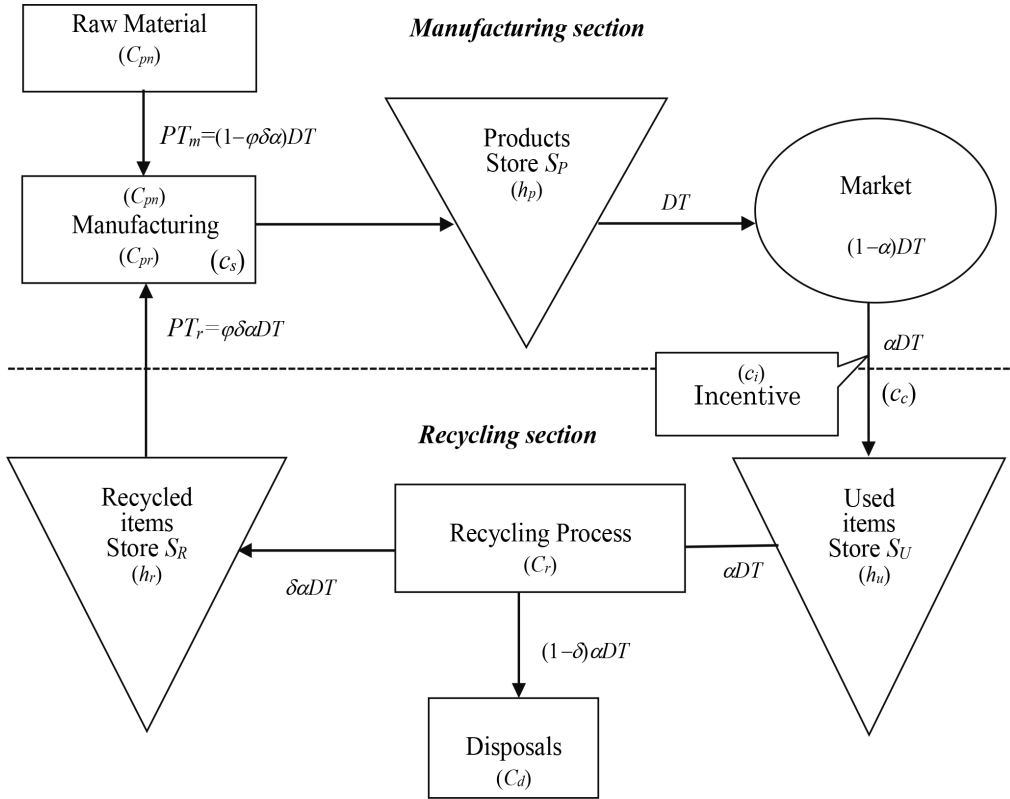 Raw Material
(Cpn)
Manufacturing section
PTm=(1−φδα)DT
Products
Store SP
(hp)
Market
(1−α)DT
(Cpn)
Manufacturing
(Cpr)
(cs)
DT
PTr=φδαDT
αDT
(ci)
Incentive
(cc)
Recycling section
Recycled
items
Store SR
(hr)
Recycling Process
(Cr)
Used
items
Store SU
(hu)
αDT
δαDT
(1−δ)αDT
Disposals
(Cd)